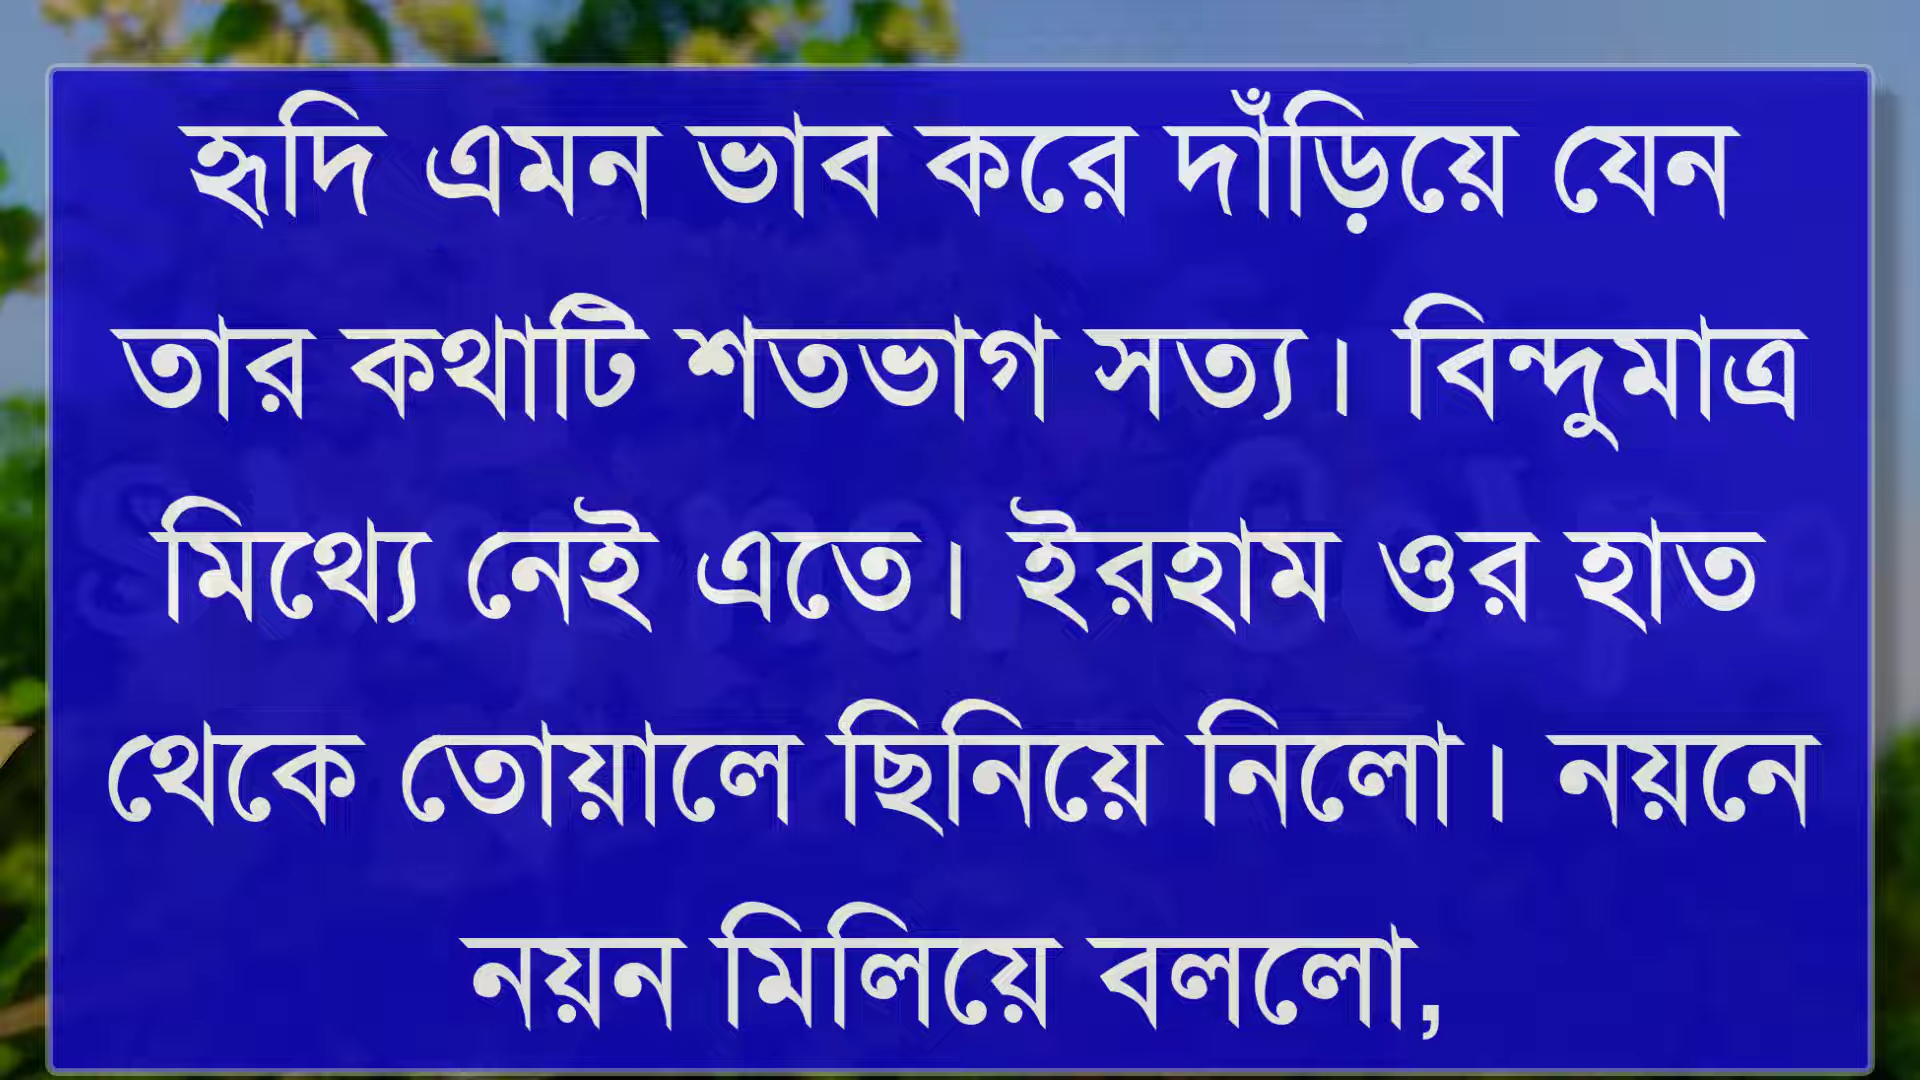 হৃদি এমন ভাব করে দাঁড়িয়ে যেন
তার কথাটি শতভাগ সত্য। বিন্দুমাত্র
মিথ্যে নেই এতে। ইরহাম ওর হাত
থেকে তোয়ালে ছিনিয়ে নিলো। নয়নে
নয়ন মিলিয়ে বললো,